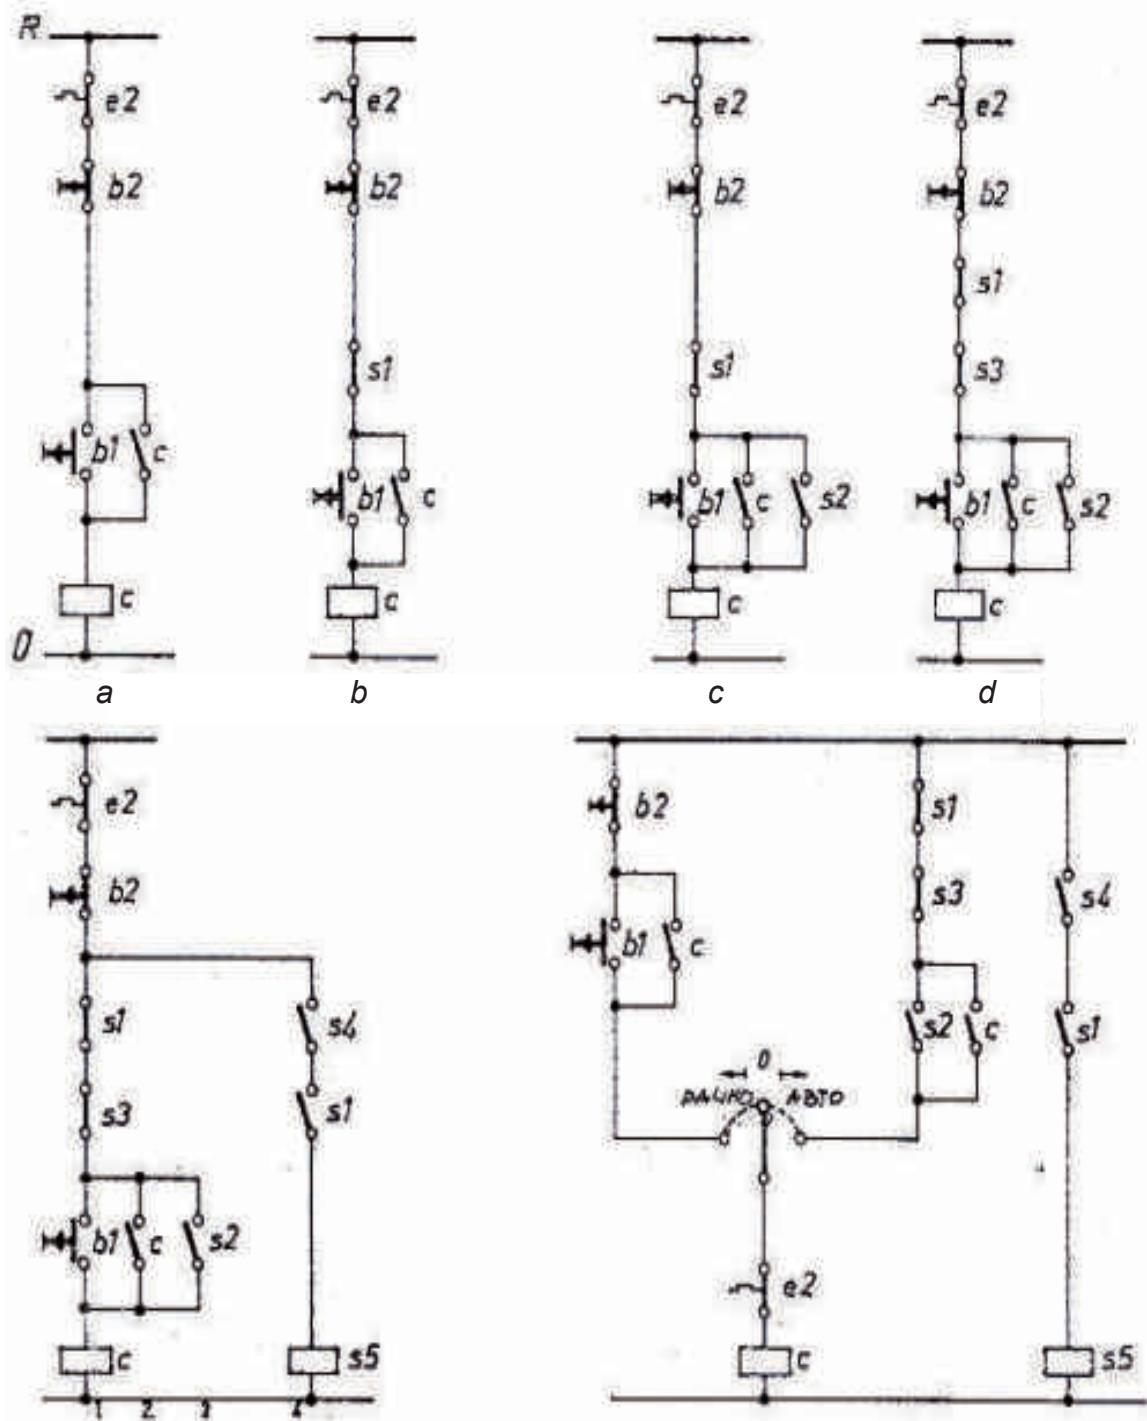 R
e2 e2 e2 e2
b2 b2 b2 b2
s1
s1 s1 s3
b1 c b1 c b1 c s2 b1 c s2
c c c c
0
a b c d
e2 b2 s1
b2 s3 s4
b1 c
s1 s4 s2 c s1
0
s3 s1 РАЧНО АВТО
b1 c s2
e2
c s5 c s5
1 2 3 4